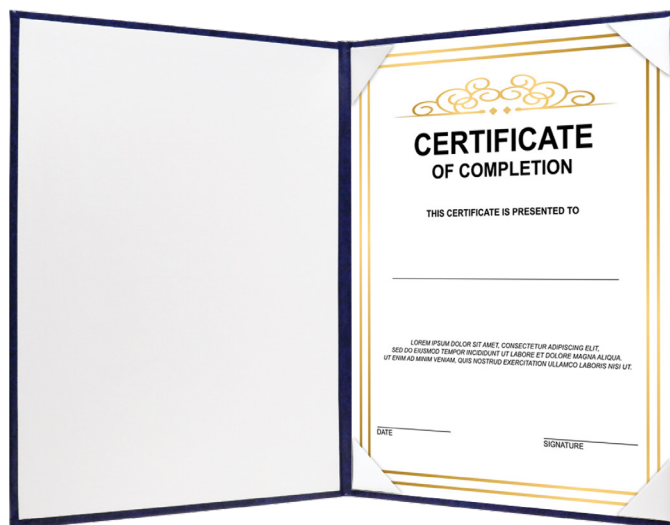 CERTIFICATE
OF COMPLETION
THIS CERTIFICATE IS PRESENTED TO
LOREM IPSUM DOLOR SIT AMET, CONSECTETUR ADIPISCING ELIT,
SED DO EIUSMOD TEMPOR INCIDIDUNT UT LABORE ET DOLORE MAGNA ALIQUA.
UT ENIM AD MINIM VENIAM, QUIS NOSTRUD EXERCITATION ULLAMCO LABORIS NISI UT.
DATE
SIGNATURE